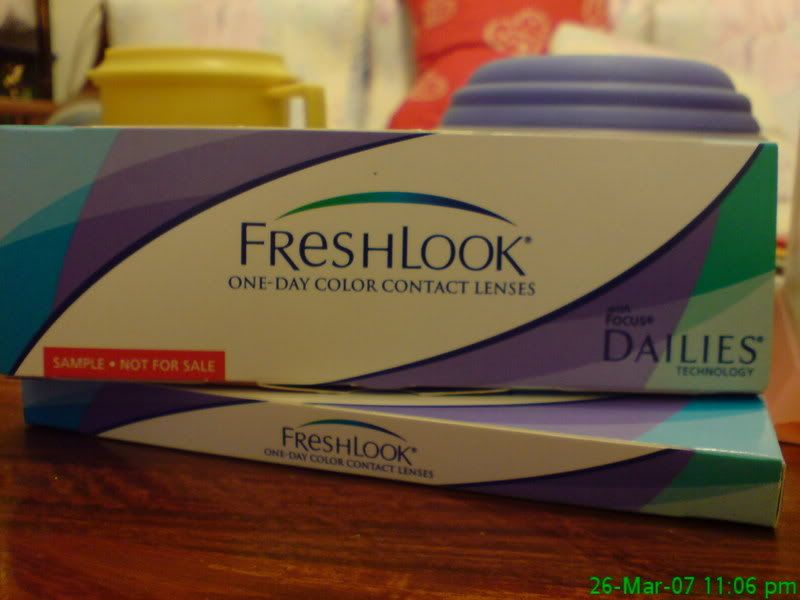 FRESHLOOK®
ONE-DAY COLOR CONTACT LENSES
with
FOCUS®
DAILIES®
TECHNOLOGY
SAMPLE • NOT FOR SALE
FRESHLOOK®
ONE-DAY COLOR CONTACT LENSES
26-Mar-07 11:06 pm